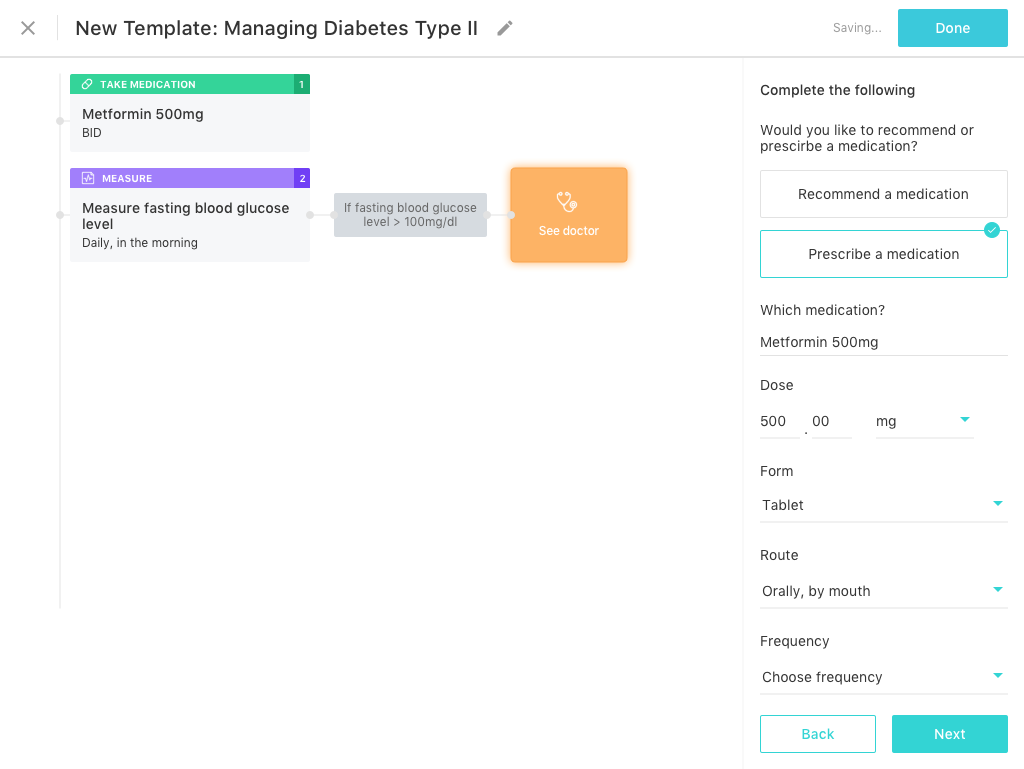 New Template: Managing Diabetes Type II
Saving...
Done
TAKE MEDICATION
1
Metformin 500mg
BID
MEASURE
2
Measure fasting blood glucose
level
Daily, in the morning
If fasting blood glucose
level > 100mg/dl
See doctor
Complete the following
Would you like to recommend or
prescirbe a medication?
Recommend a medication
Prescribe a medication
Which medication?
Metformin 500mg
Dose
500 . 00 mg
Form
Tablet
Route
Orally, by mouth
Frequency
Choose frequency
Back
Next